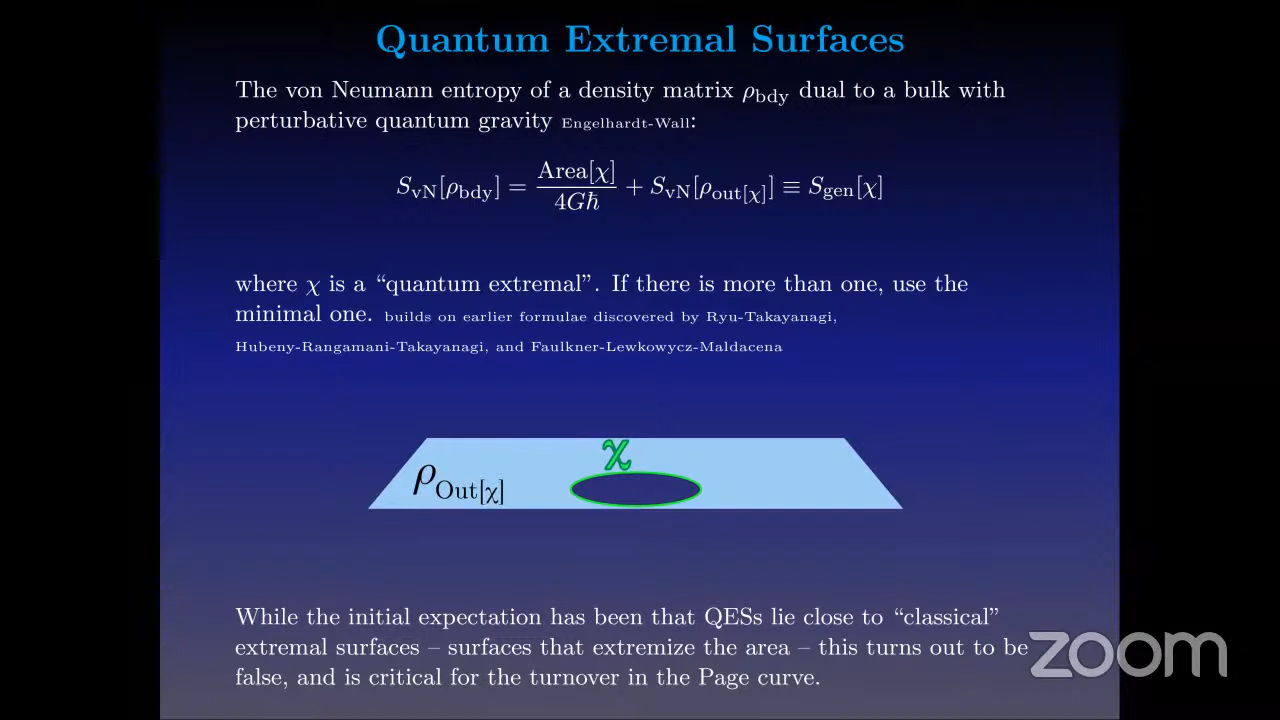 Quantum Extremal Surfaces
The von Neumann entropy of a density matrix ρ_bdy dual to a bulk with
perturbative quantum gravity Engelhardt-Wall:
S_vN[ρ_bdy] = Area[χ]/4Għ + S_vN[ρ_out[χ]] ≡ S_gen[χ]
where χ is a “quantum extremal”. If there is more than one, use the
minimal one. builds on earlier formulae discovered by Ryu-Takayanagi,
Hubeny-Rangamani-Takayanagi, and Faulkner-Lewkowycz-Maldacena
χ
ρ_Out[χ]
While the initial expectation has been that QESs lie close to “classical”
extremal surfaces – surfaces that extremize the area – this turns out to be
false, and is critical for the turnover in the Page curve.
zoom